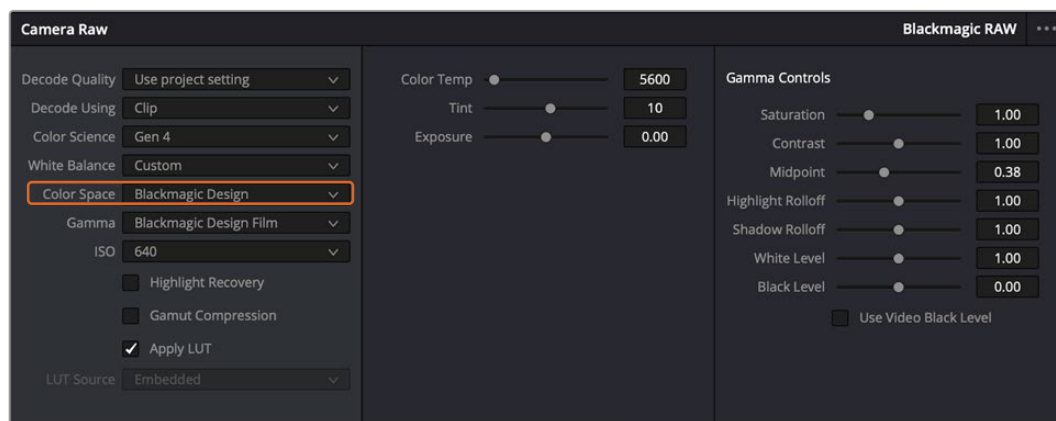 Camera Raw
Blackmagic RAW
Decode Quality Use project setting
Decode Using Clip
Color Science Gen 4
White Balance Custom
Color Space Blackmagic Design
Gamma Blackmagic Design Film
ISO 640
Highlight Recovery
Gamut Compression
Apply LUT
LUT Source Embedded
Color Temp 5600
Tint 10
Exposure 0.00
Gamma Controls
Saturation 1.00
Contrast 1.00
Midpoint 0.38
Highlight Rolloff 1.00
Shadow Rolloff 1.00
White Level 1.00
Black Level 0.00
Use Video Black Level